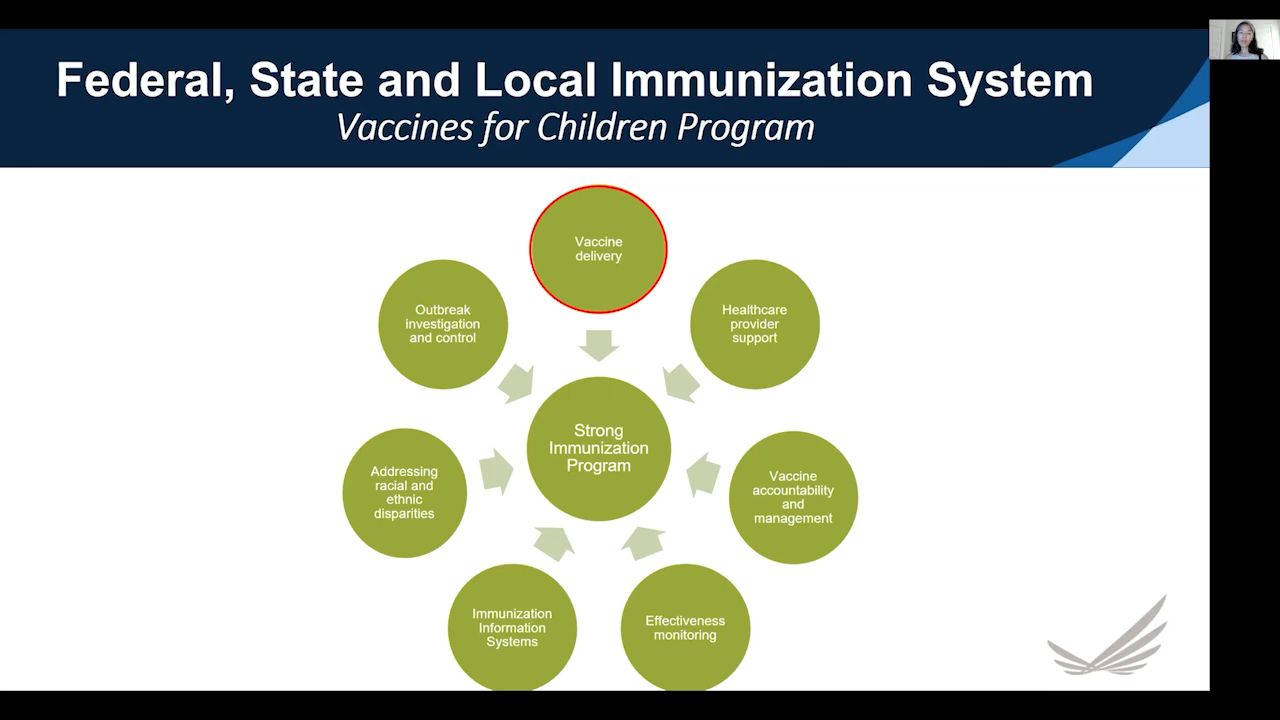 Federal, State and Local Immunization System
Vaccines for Children Program
Vaccine
delivery
Healthcare
provider
support
Vaccine
accountability
and
management
Effectiveness
monitoring
Immunization
Information
Systems
Addressing
racial and
ethnic
disparities
Outbreak
investigation
and control
Strong
Immunization
Program